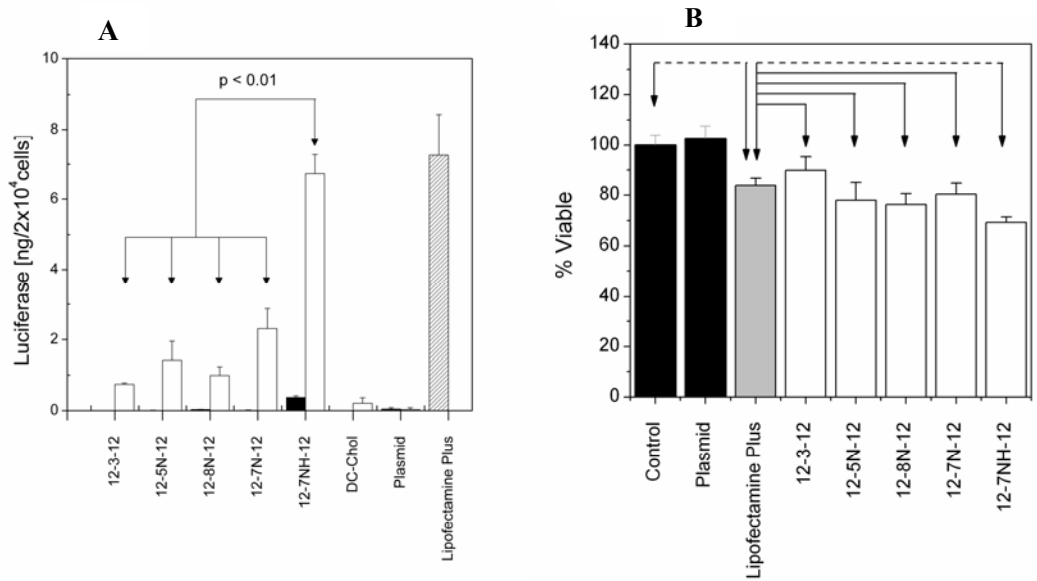 A
10
8
6
4
2
0
Luciferase [ng/2x10⁴cells]
p < 0.01
12-3-12
12-5N-12
12-8N-12
12-7N-12
12-7NH-12
DC-Chol
Plasmid
Lipofectamine Plus
B
140
120
100
80
60
40
20
0
% Viable
Control
Plasmid
Lipofectamine Plus
12-3-12
12-5N-12
12-8N-12
12-7N-12
12-7NH-12